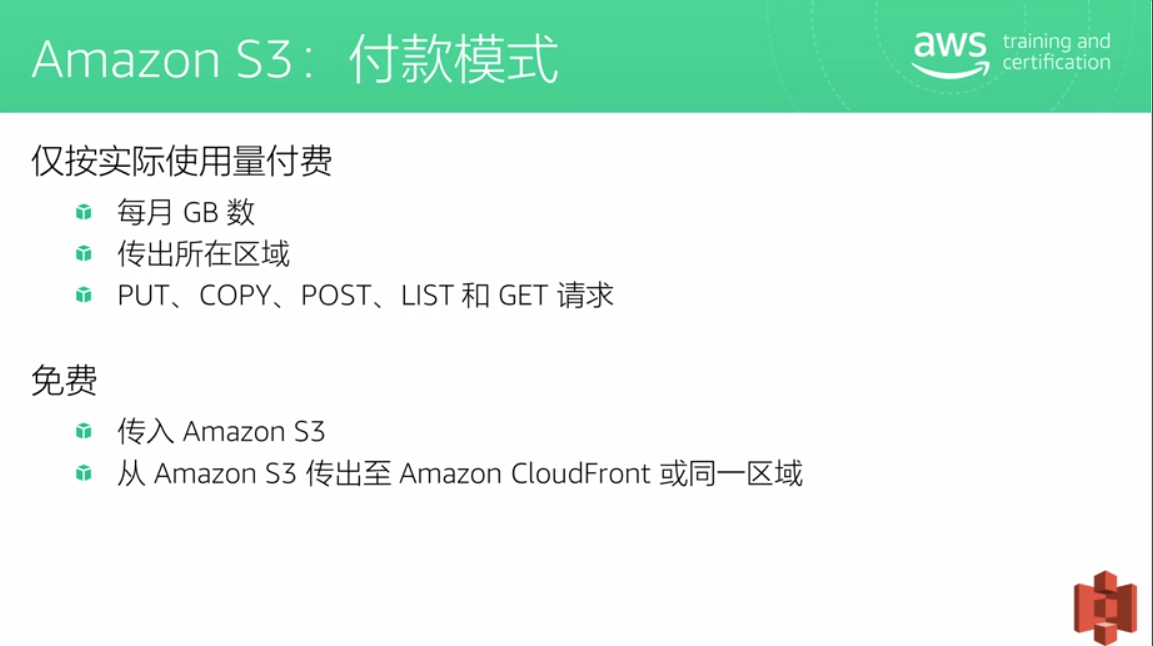 Amazon S3：付款模式
aws training and
certification
仅按实际使用量付费
每月 GB 数
传出所在区域
PUT、COPY、POST、LIST 和 GET 请求
免费
传入 Amazon S3
从 Amazon S3 传出至 Amazon CloudFront 或同一区域